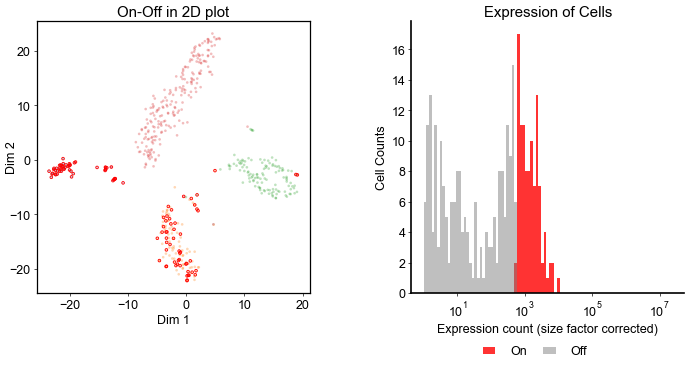 On-Off in 2D plot
20
10
0
−10
−20
Dim 2
−20 −10 0 10 20
Dim 1
Expression of Cells
16
14
12
10
8
6
4
2
0
Cell Counts
10^1 10^3 10^5 10^7
Expression count (size factor corrected)
On Off